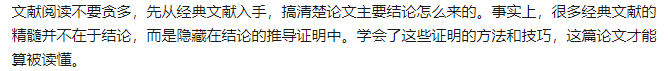 文献阅读不要贪多，先从经典文献入手，搞清楚论文主要结论怎么来的。事实上，很多经典文献的
精髓并不在于结论，而是隐藏在结论的推导证明中。学会了这些证明的方法和技巧，这篇论文才能
算被读懂。